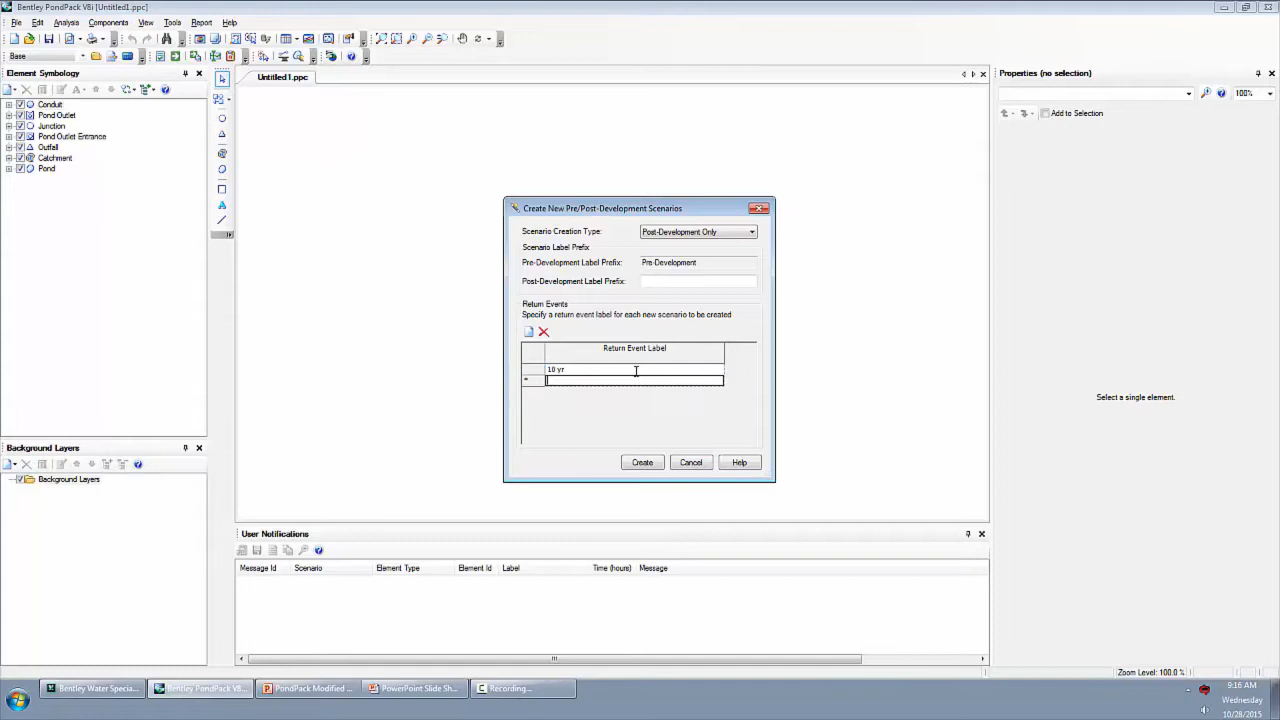 Bentley PondPack V8i [Untitled1.ppc]
File Edit Analysis Components View Tools Report Help
Base
Element Symbology
Conduit
Pond Outlet
Junction
Pond Outlet Entrance
Outfall
Catchment
Pond
Background Layers
Background Layers
Untitled1.ppc
Create New Pre/Post-Development Scenarios
Scenario Creation Type: Post-Development Only
Scenario Label Prefix
Pre-Development Label Prefix: Pre-Development
Post-Development Label Prefix:
Return Events
Specify a return event label for each new scenario to be created
Return Event Label
10 yr
*
Create Cancel Help
User Notifications
Message Id Scenario Element Type Element Id Label Time (hours) Message
Properties (no selection)
100%
Add to Selection
Select a single element.
Zoom Level: 100.0 %
Bentley Water Specia... Bentley PondPack V8... PondPack Modified ... PowerPoint Slide Sh... Recording...
9:16 AM
Wednesday
10/28/2015